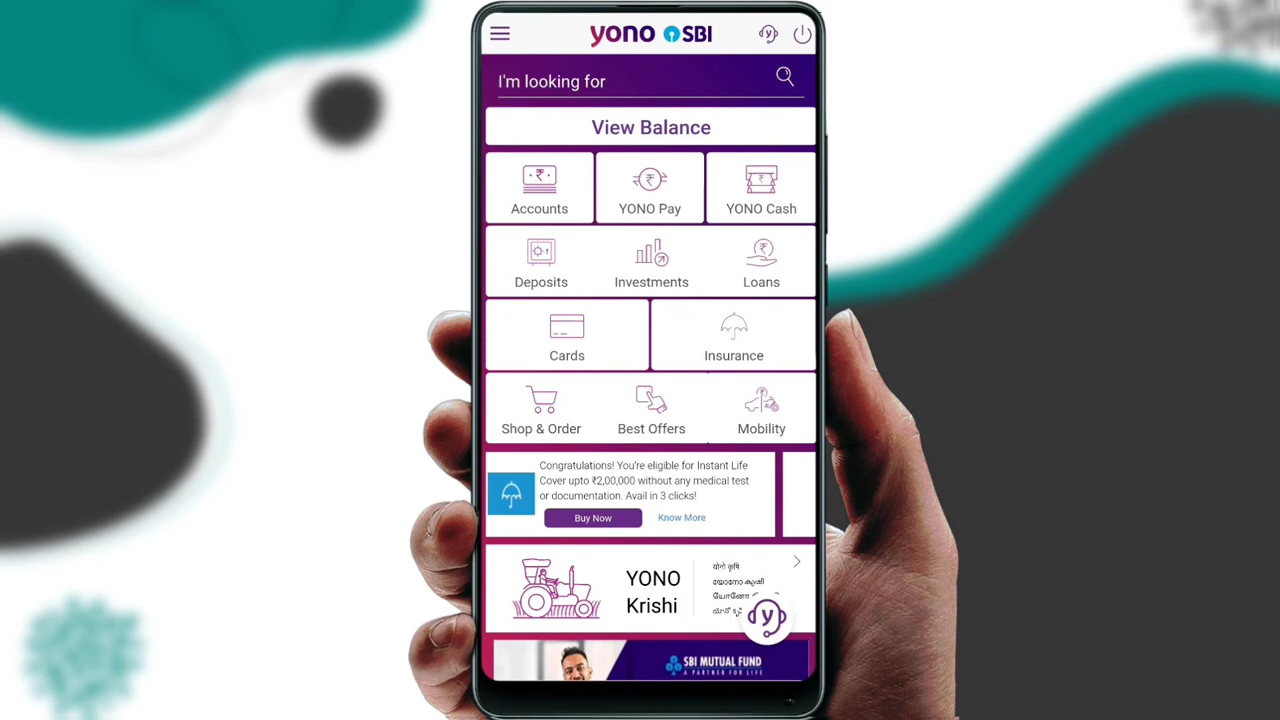 yono SBI
I'm looking for
View Balance
Accounts
YONO Pay
YONO Cash
Deposits
Investments
Loans
Cards
Insurance
Shop & Order
Best Offers
Mobility
Congratulations! You're eligible for Instant Life
Cover upto ₹2,00,000 without any medical test
or documentation. Avail in 3 clicks!
Buy Now
Know More
YONO
Krishi
योनो कृषि
യോനോ കൃഷി
y
SBI MUTUAL FUND
A PARTNER FOR LIFE